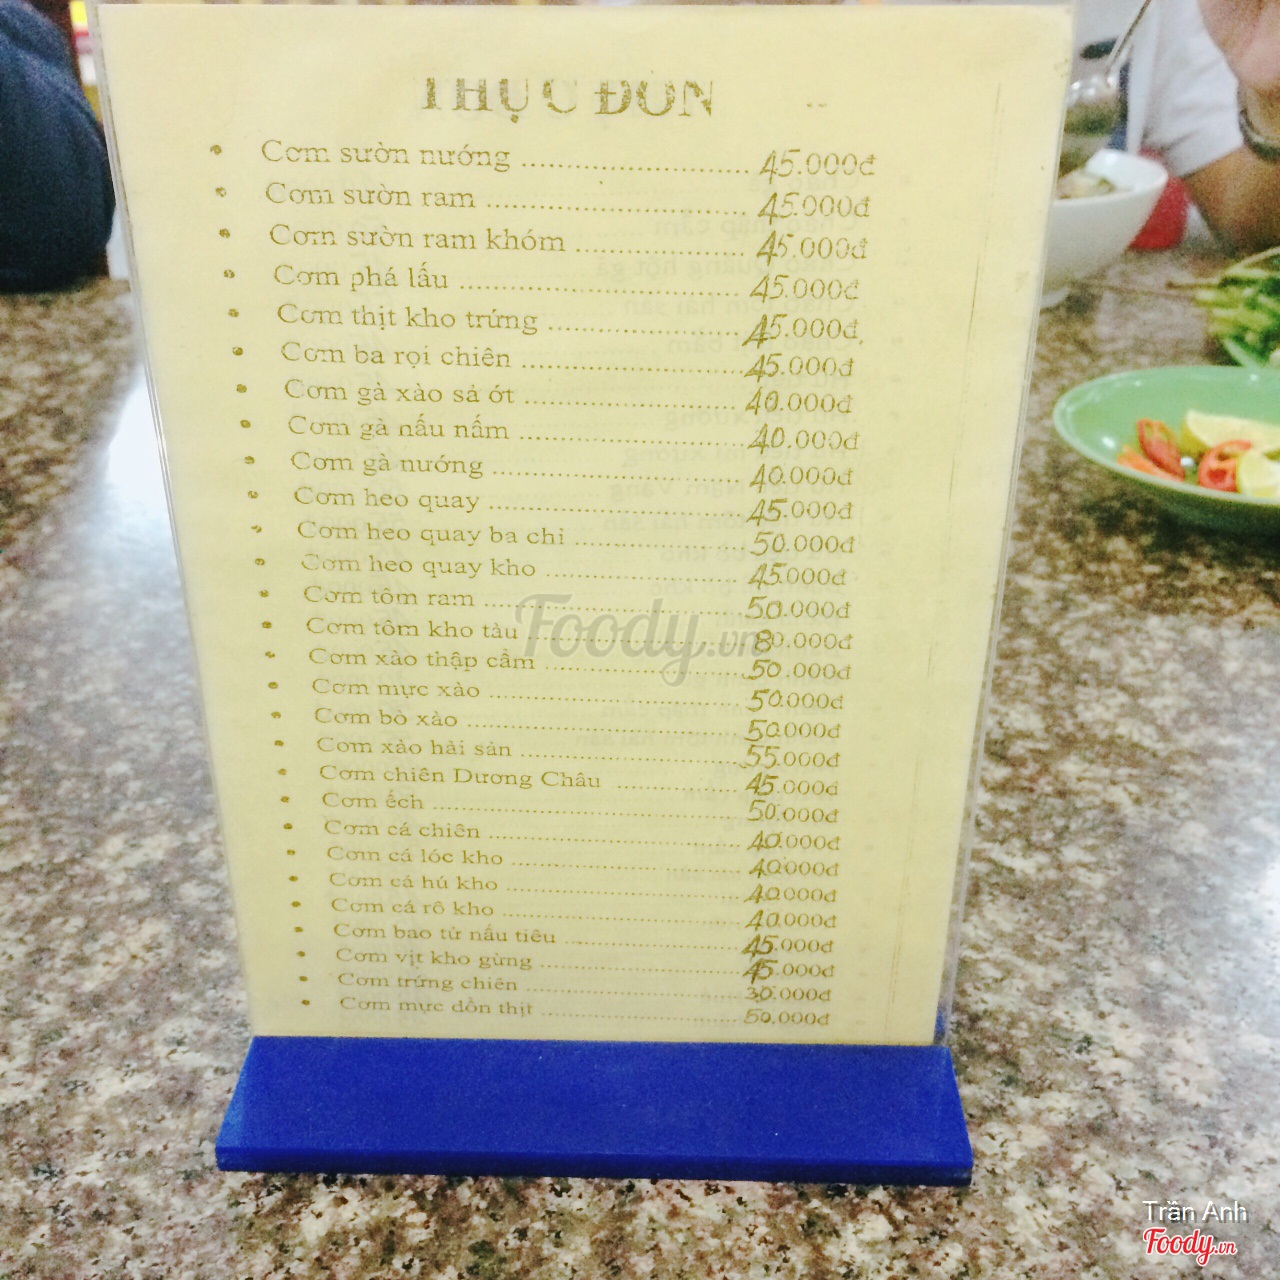 THỰC ĐƠN
• Cơm sườn nướng ........................... 45.000đ
• Cơm sườn ram ............................... 45.000đ
• Cơm sườn ram khóm .................... 45.000đ
• Cơm phá lấu .................................. 45.000đ
• Cơm thịt kho trứng ........................ 45.000đ
• Cơm ba rọi chiên ........................... 45.000đ
• Cơm gà xào sả ớt ........................... 40.000đ
• Cơm gà nấu nấm ............................ 40.000đ
• Cơm gà nướng ............................... 40.000đ
• Cơm heo quay ................................ 45.000đ
• Cơm heo quay ba chỉ ..................... 50.000đ
• Cơm heo quay kho ......................... 45.000đ
• Cơm tôm ram ................................. 50.000đ
• Cơm tôm kho tàu ........................... 80.000đ
• Cơm xào thập cẩm ......................... 50.000đ
• Cơm mực xào ................................. 50.000đ
• Cơm bò xào .................................... 50.000đ
• Cơm xào hải sản ............................. 55.000đ
• Cơm chiên Dương Châu ................ 45.000đ
• Cơm ếch ......................................... 50.000đ
• Cơm cá chiên ................................. 40.000đ
• Cơm cá lóc kho .............................. 40.000đ
• Cơm cá hú kho ............................... 40.000đ
• Cơm cá rô kho ................................ 40.000đ
• Cơm bao tử nấu tiêu ...................... 45.000đ
• Cơm vịt kho gừng .......................... 45.000đ
• Cơm trứng chiên ............................ 30.000đ
• Cơm mực dồn thịt .......................... 50.000đ
Foody.vn
Trần Anh
Foody.vn